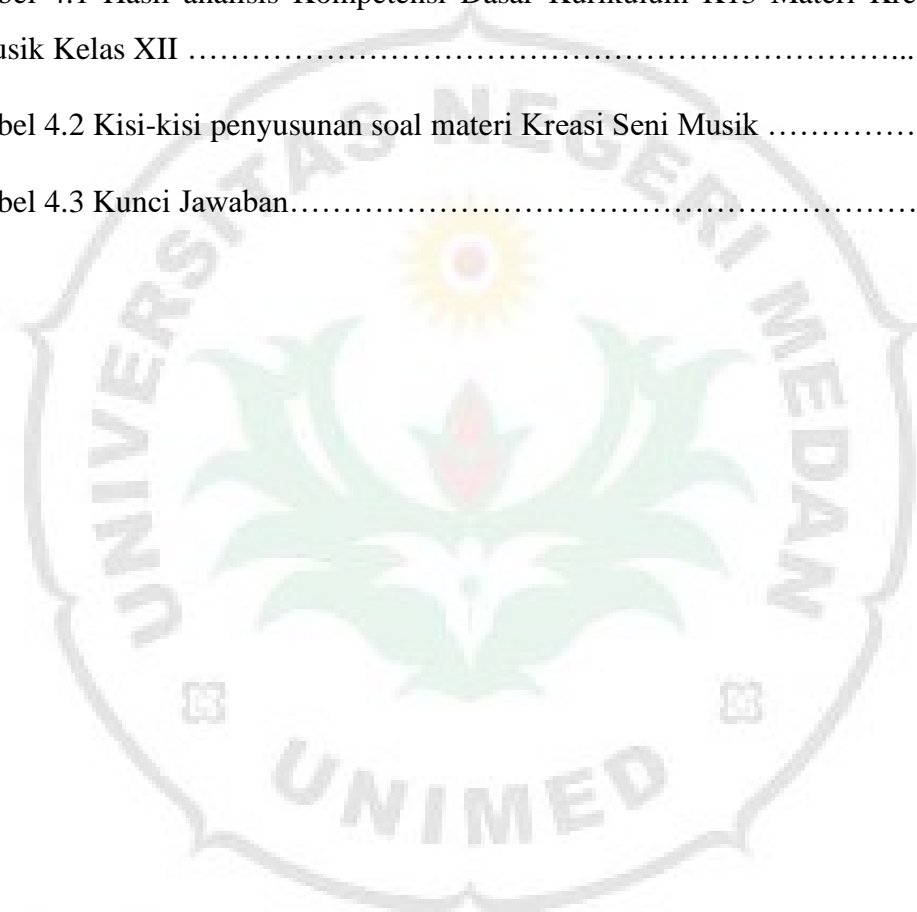 bel 4.1 Hasil analisis Kompetensi Dasar Kurikulum K13 Materi Kre
usik Kelas XII …………………………………………………………...
bel 4.2 Kisi-kisi penyusunan soal materi Kreasi Seni Musik ……………
bel 4.3 Kunci Jawaban……………………………………………………
UNIVERSITAS NEGERI MEDAN
UNIMED